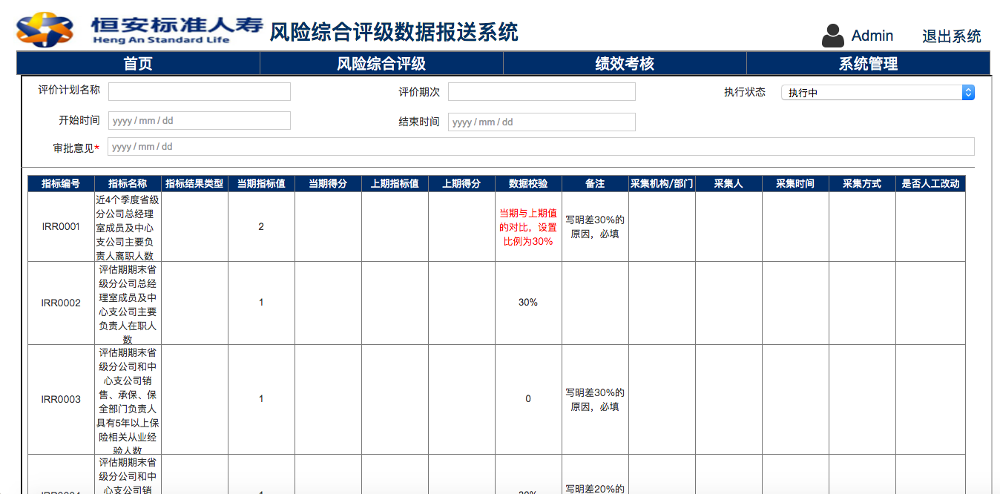 恒安标准人寿
Heng An Standard Life
风险综合评级数据报送系统
Admin
退出系统
首页
风险综合评级
绩效考核
系统管理
评价计划名称
评价期次
执行状态
执行中
开始时间
yyyy / mm / dd
结束时间
yyyy / mm / dd
审批意见*
yyyy / mm / dd
指标编号
指标名称
指标结果类型
当期指标值
当期得分
上期指标值
上期得分
数据校验
备注
采集机构/部门
采集人
采集时间
采集方式
是否人工改动
IRR0001
近4个季度省级
分公司总经理
室成员及中心
支公司主要负
责人离职人数
2
当期与上期值
的对比，设置
比例为30%
写明差30%的
原因，必填
IRR0002
评估期期末省
级分公司总经
理室成员及中
心支公司主要
负责人在职人
数
1
30%
IRR0003
评估期期末省
级分公司和中
心支公司销
售、承保、保
全部门负责人
具有5年以上保
险相关从业经
验人数
1
0
写明差30%的
原因，必填
评估期期末省
级分公司和中
心支公司销
写明差20%的